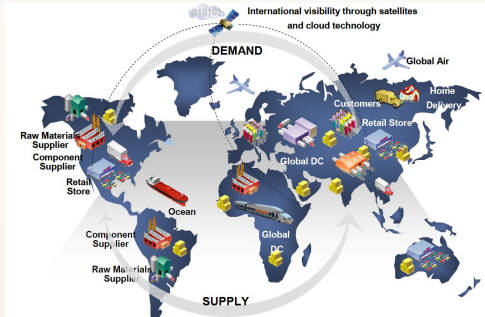 010101
International visibility through satellites
and cloud technology
DEMAND
Global Air
Customers
Home
Delivery
Retail Store
Raw Materials
Supplier
Component
Supplier
Retail
Store
Global DC
Ocean
Component
Supplier
Global
DC
Raw Materials
Supplier
SUPPLY